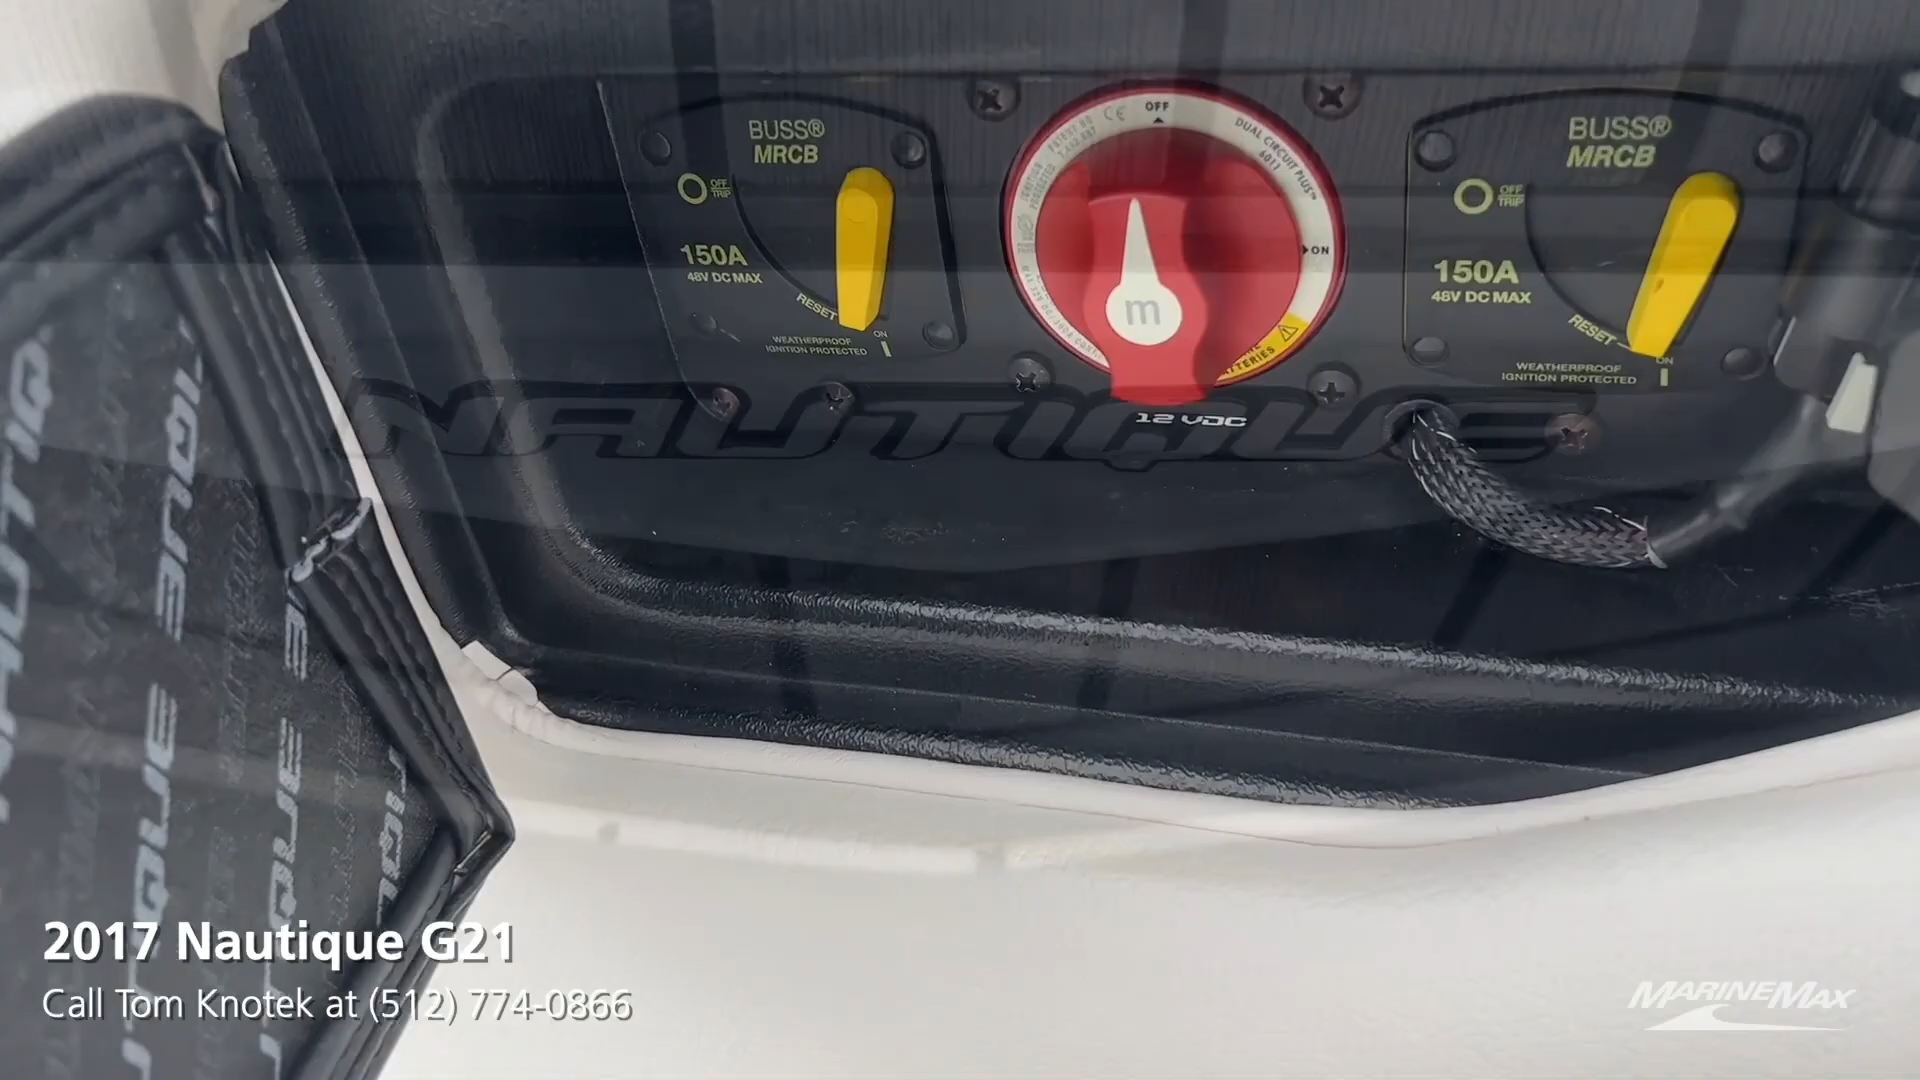 BUSS®
MRCB
OFF
TRIP
150A
48V DC MAX
RESET
ON
WEATHERPROOF
IGNITION PROTECTED
OFF
DUAL CIRCUIT PLUS™
6011
ON
m
12 VDC
BUSS®
MRCB
OFF
TRIP
150A
48V DC MAX
RESET
ON
WEATHERPROOF
IGNITION PROTECTED
NAUTIQUE
2017 Nautique G21
Call Tom Knotek at (512) 774-0866
MARINEMAX